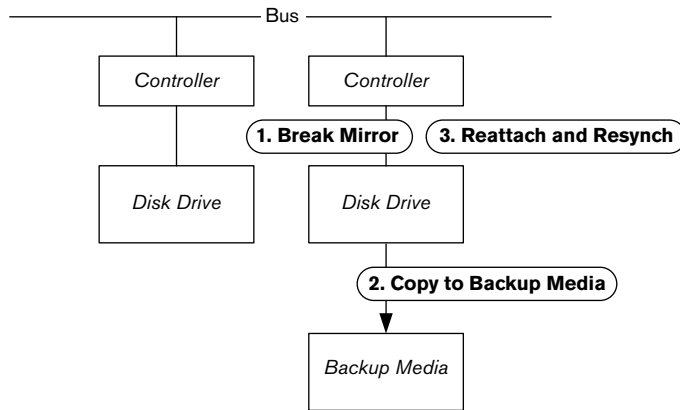 Bus
Controller
Controller
1. Break Mirror
3. Reattach and Resynch
Disk Drive
Disk Drive
2. Copy to Backup Media
Backup Media